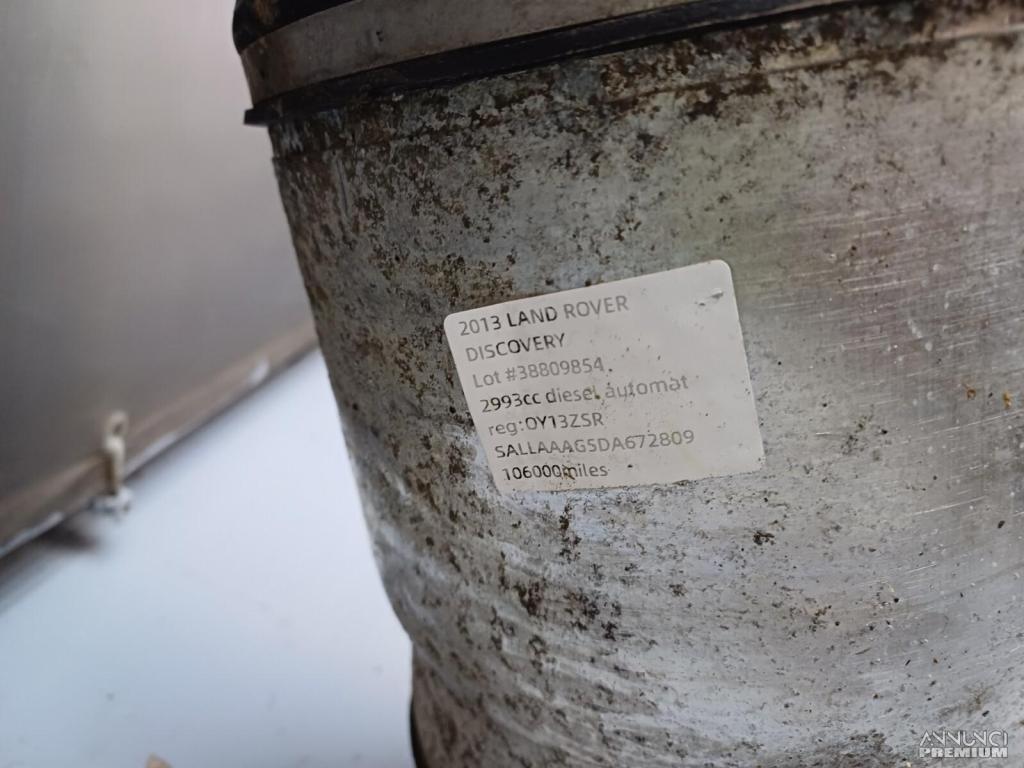 2013 LAND ROVER
DISCOVERY
Lot #38809854
2993cc diesel automat
reg:OY13ZSR
SALLAAAG5DA672809
106000miles
ANNUNCI
PREMIUM